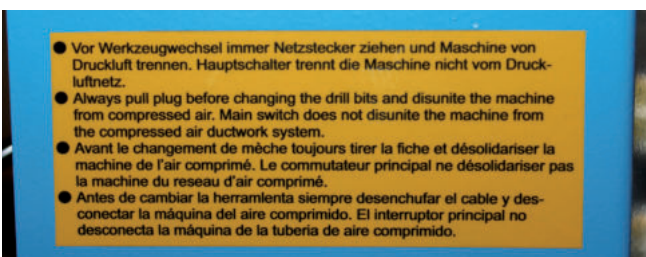 ● Vor Werkzeugwechsel immer Netzstecker ziehen und Maschine von
Druckluft trennen. Hauptschalter trennt die Maschine nicht vom Druck-
luftnetz.
● Always pull plug before changing the drill bits and disunite the machine
from compressed air. Main switch does not disunite the machine from
the compressed air ductwork system.
● Avant le changement de mèche toujours tirer la fiche et désolidariser la
machine de l'air comprimé. Le commutateur principal ne désolidariser pas
la machine du reseau d'air comprimé.
● Antes de cambiar la herramienta siempre desenchufar el cable y des-
conectar la máquina del aire comprimido. El interruptor principal no
desconecta la máquina de la tuberia de aire comprimido.